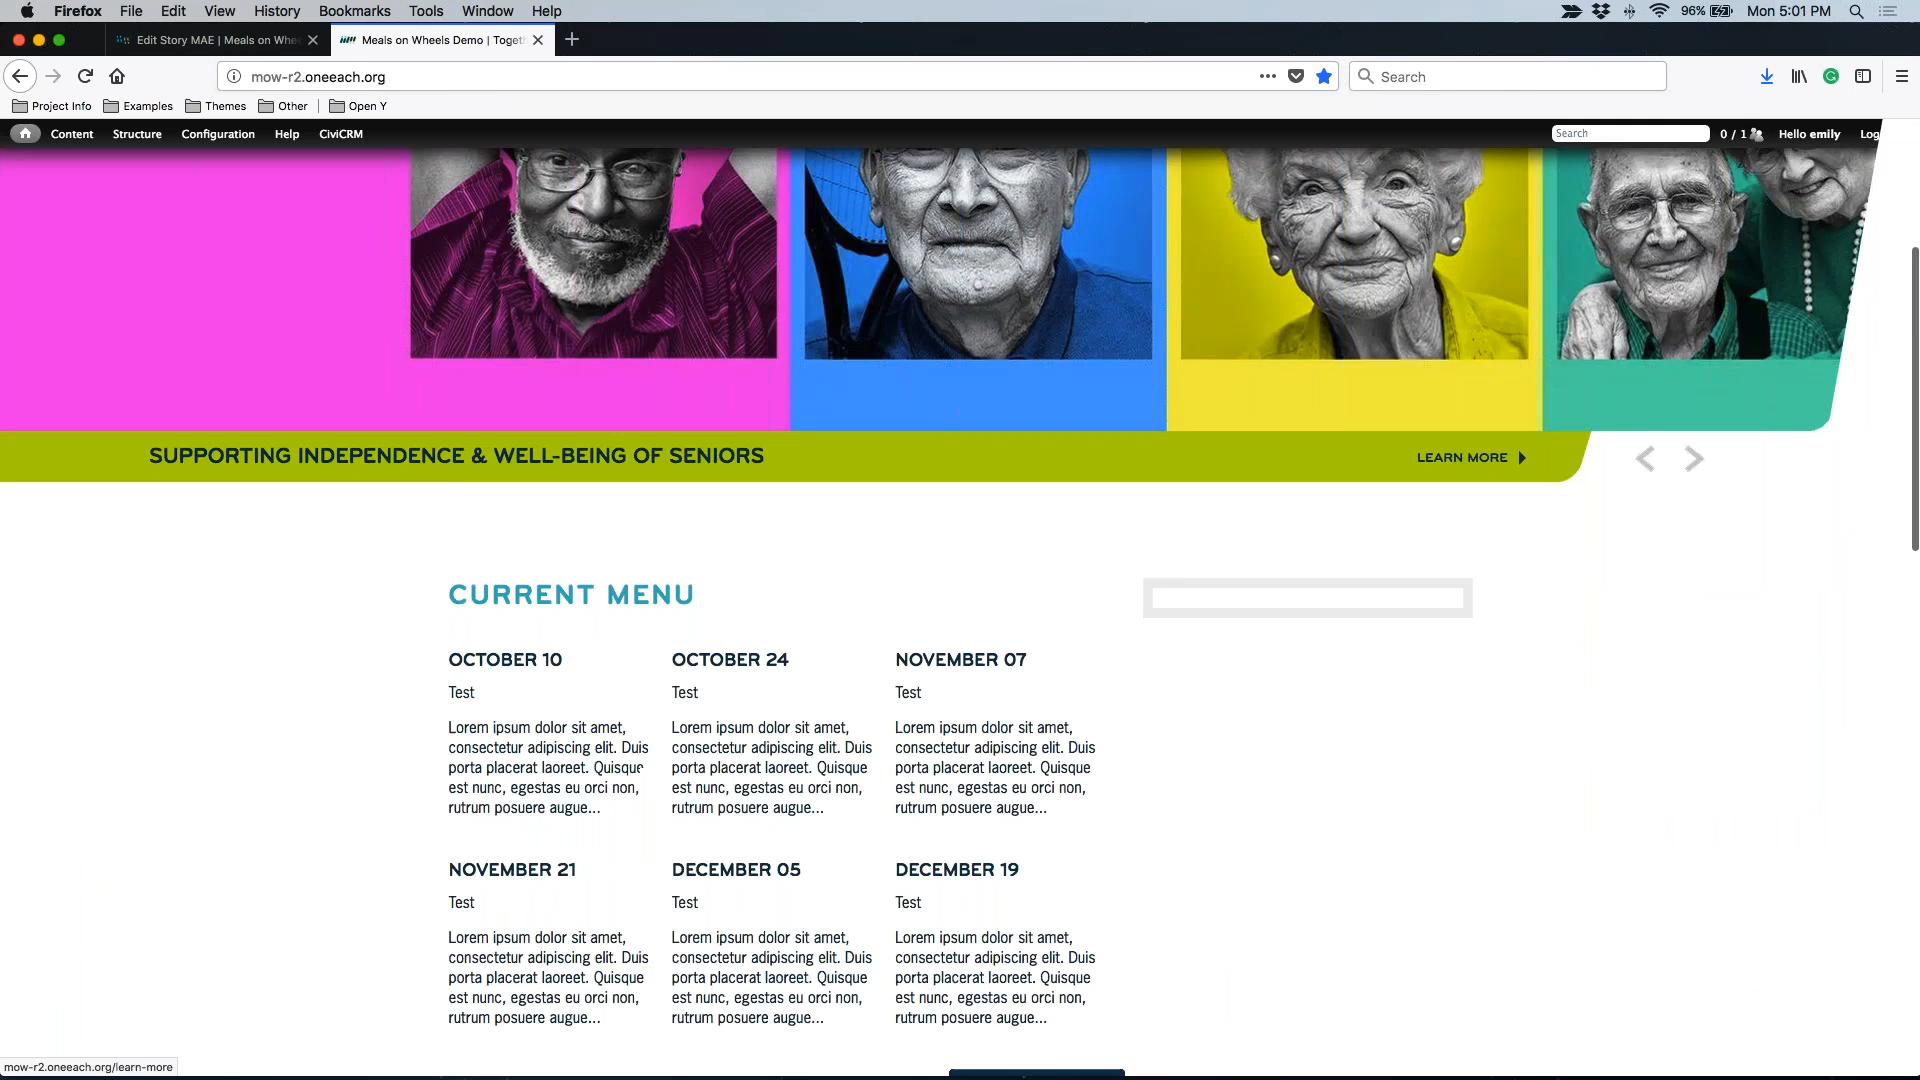 Firefox File Edit View History Bookmarks Tools Window Help 96% Mon 5:01 PM
Edit Story MAE | Meals on Whe Meals on Wheels Demo | Toget
mow-r2.oneeach.org Search
Project Info Examples Themes Other Open Y
Content Structure Configuration Help CiviCRM Search 0 / 1 Hello emily Log
SUPPORTING INDEPENDENCE & WELL-BEING OF SENIORS LEARN MORE
CURRENT MENU
OCTOBER 10 OCTOBER 24 NOVEMBER 07
Test Test Test
Lorem ipsum dolor sit amet, Lorem ipsum dolor sit amet, Lorem ipsum dolor sit amet,
consectetur adipiscing elit. Duis consectetur adipiscing elit. Duis consectetur adipiscing elit. Duis
porta placerat laoreet. Quisque porta placerat laoreet. Quisque porta placerat laoreet. Quisque
est nunc, egestas eu orci non, est nunc, egestas eu orci non, est nunc, egestas eu orci non,
rutrum posuere augue... rutrum posuere augue... rutrum posuere augue...
NOVEMBER 21 DECEMBER 05 DECEMBER 19
Test Test Test
Lorem ipsum dolor sit amet, Lorem ipsum dolor sit amet, Lorem ipsum dolor sit amet,
consectetur adipiscing elit. Duis consectetur adipiscing elit. Duis consectetur adipiscing elit. Duis
porta placerat laoreet. Quisque porta placerat laoreet. Quisque porta placerat laoreet. Quisque
est nunc, egestas eu orci non, est nunc, egestas eu orci non, est nunc, egestas eu orci non,
rutrum posuere augue... rutrum posuere augue... rutrum posuere augue...
mow-r2.oneeach.org/learn-more